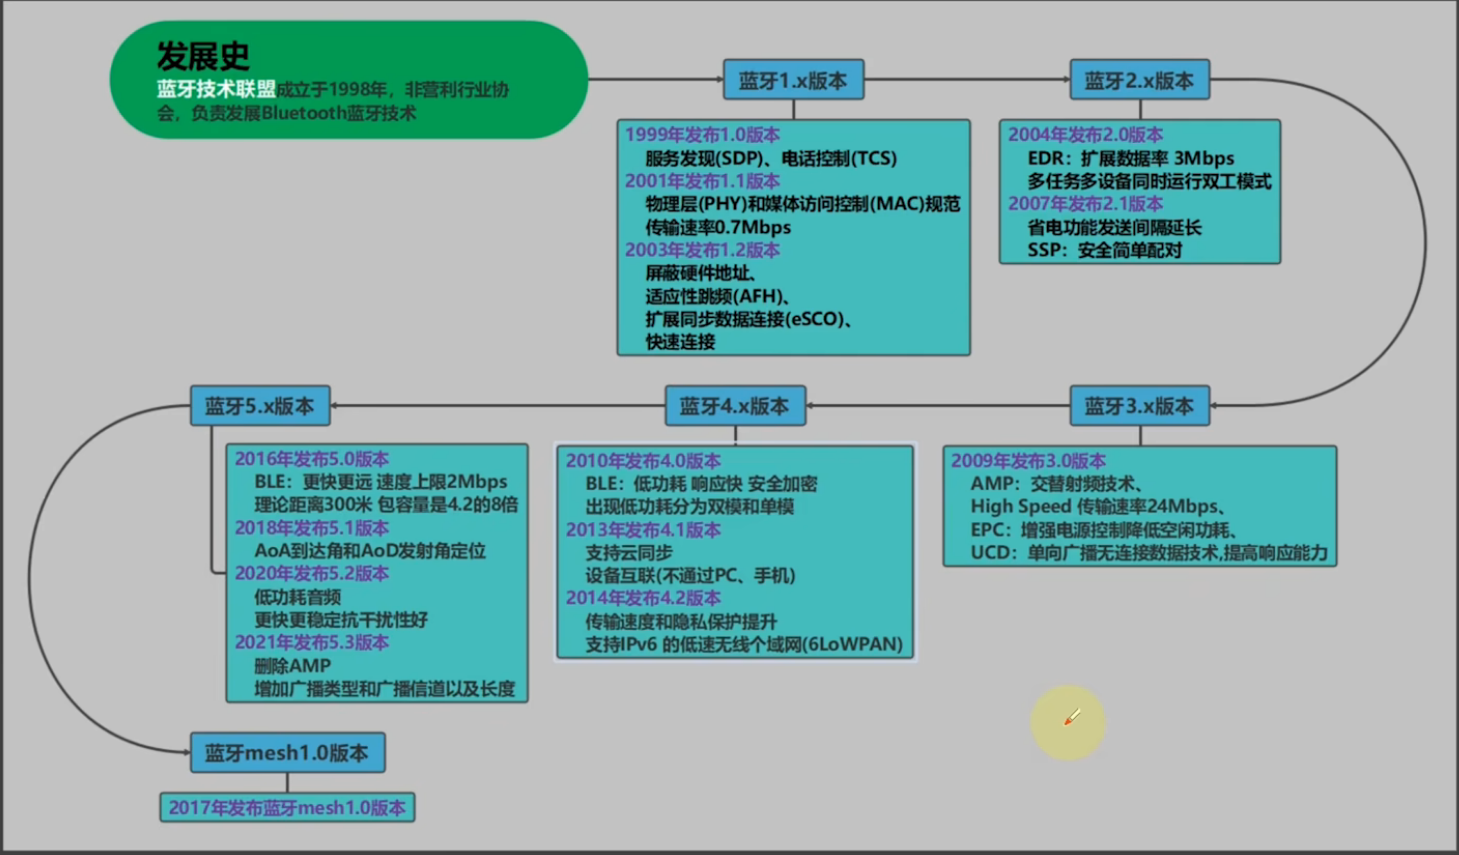 发展史
蓝牙技术联盟成立于1998年，非营利行业协
会，负责发展Bluetooth蓝牙技术
蓝牙1.x版本
1999年发布1.0版本
服务发现(SDP)、电话控制(TCS)
2001年发布1.1版本
物理层(PHY)和媒体访问控制(MAC)规范
传输速率0.7Mbps
2003年发布1.2版本
屏蔽硬件地址、
适应性跳频(AFH)、
扩展同步数据连接(eSCO)、
快速连接
蓝牙2.x版本
2004年发布2.0版本
EDR：扩展数据率 3Mbps
多任务多设备同时运行双工模式
2007年发布2.1版本
省电功能发送间隔延长
SSP：安全简单配对
蓝牙3.x版本
2009年发布3.0版本
AMP：交替射频技术、
High Speed 传输速率24Mbps、
EPC：增强电源控制降低空闲功耗、
UCD：单向广播无连接数据技术,提高响应能力
蓝牙4.x版本
2010年发布4.0版本
BLE：低功耗 响应快 安全加密
出现低功耗分为双模和单模
2013年发布4.1版本
支持云同步
设备互联(不通过PC、手机)
2014年发布4.2版本
传输速度和隐私保护提升
支持IPv6 的低速无线个域网(6LoWPAN)
蓝牙5.x版本
2016年发布5.0版本
BLE：更快更远 速度上限2Mbps
理论距离300米 包容量是4.2的8倍
2018年发布5.1版本
AoA到达角和AoD发射角定位
2020年发布5.2版本
低功耗音频
更快更稳定抗干扰性好
2021年发布5.3版本
删除AMP
增加广播类型和广播信道以及长度
蓝牙mesh1.0版本
2017年发布蓝牙mesh1.0版本